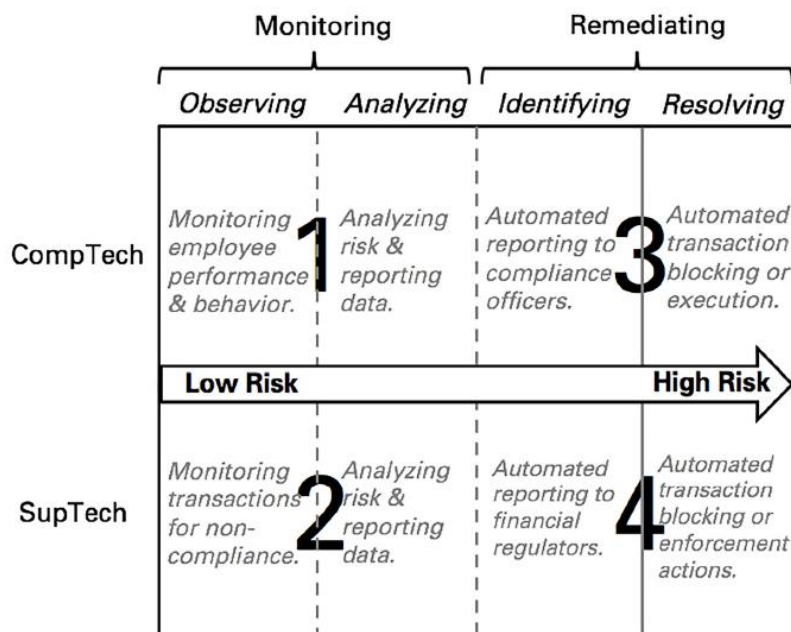 Monitoring
Remediating
Observing
Analyzing
Identifying
Resolving
CompTech
Monitoring
employee
performance
& behavior.
1
Analyzing
risk &
reporting
data.
Automated
reporting to
compliance
officers.
3
Automated
transaction
blocking or
execution.
Low Risk
High Risk
SupTech
Monitoring
transactions
for non-
compliance.
2
Analyzing
risk &
reporting
data.
Automated
reporting to
financial
regulators.
4
Automated
transaction
blocking or
enforcement
actions.